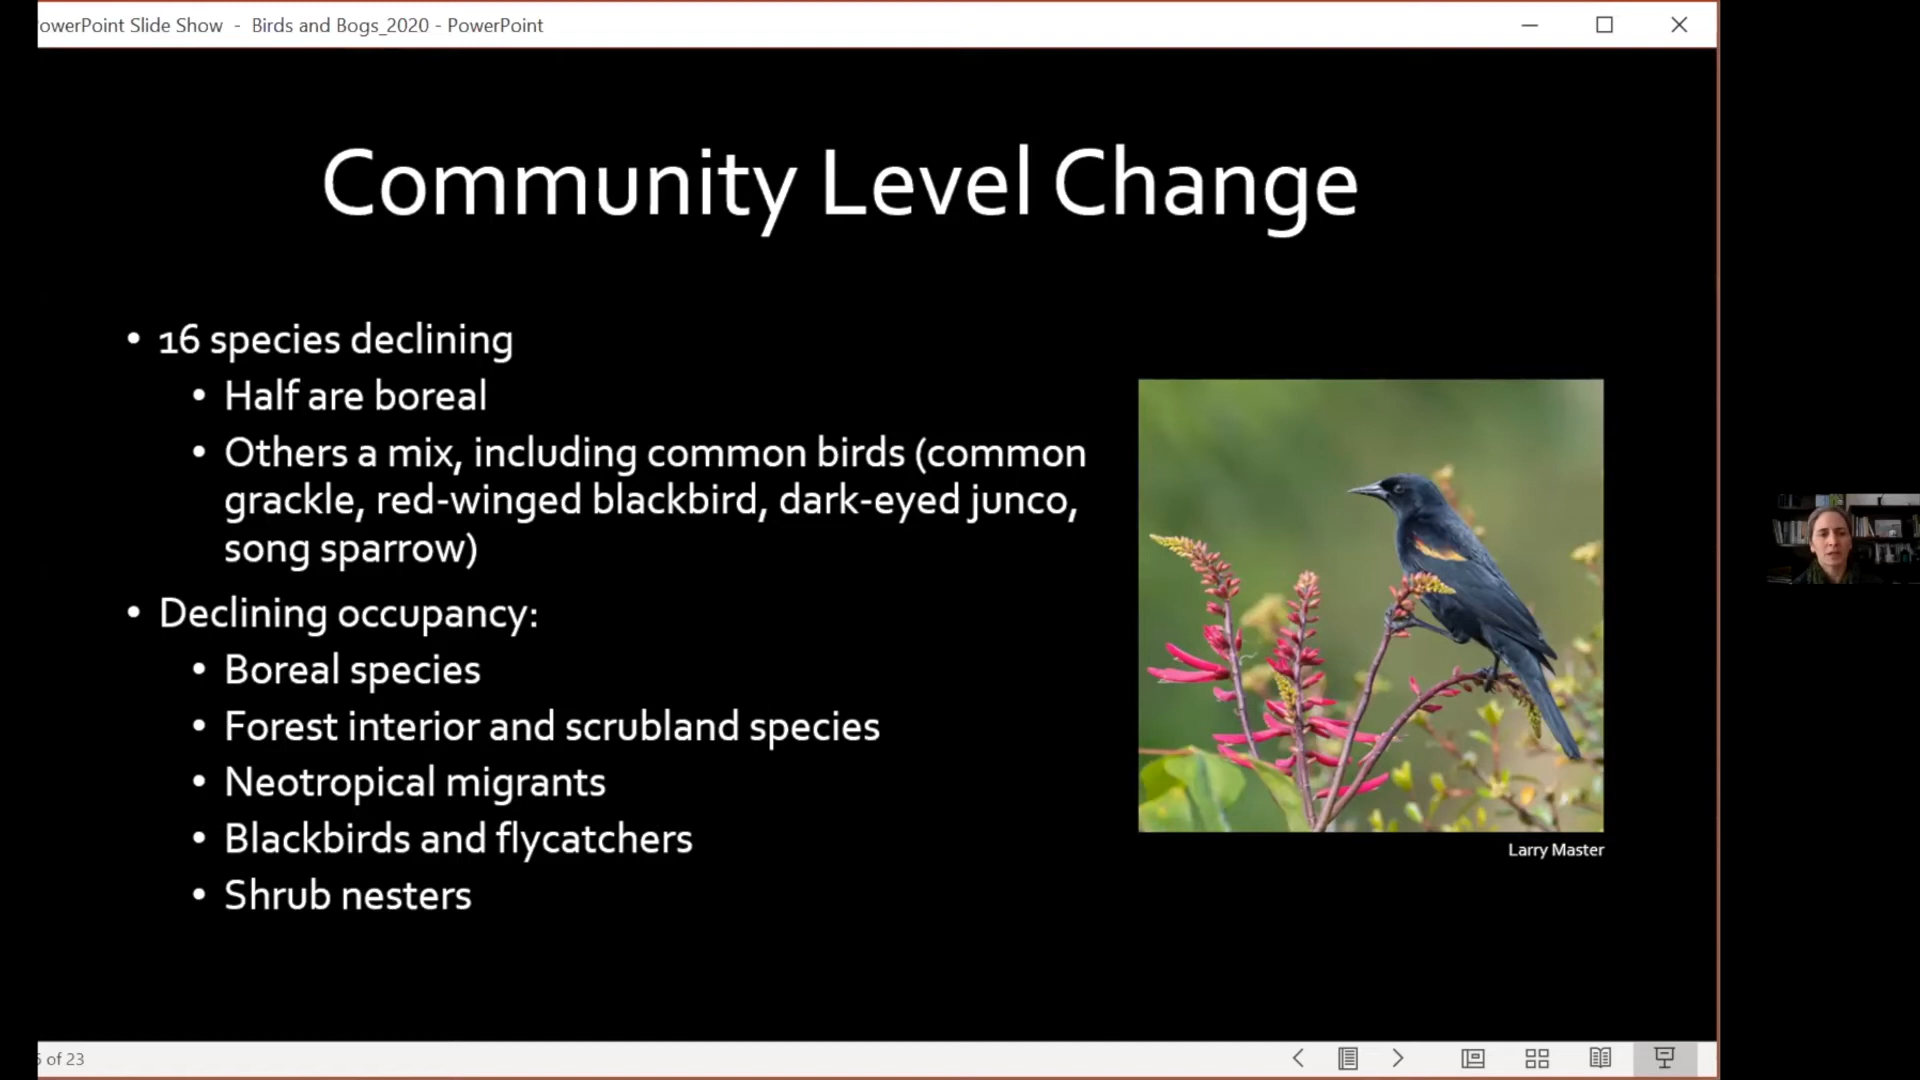 PowerPoint Slide Show - Birds and Bogs_2020 - PowerPoint
Community Level Change
• 16 species declining
• Half are boreal
• Others a mix, including common birds (common
grackle, red-winged blackbird, dark-eyed junco,
song sparrow)
• Declining occupancy:
• Boreal species
• Forest interior and scrubland species
• Neotropical migrants
• Blackbirds and flycatchers
• Shrub nesters
Larry Master
of 23